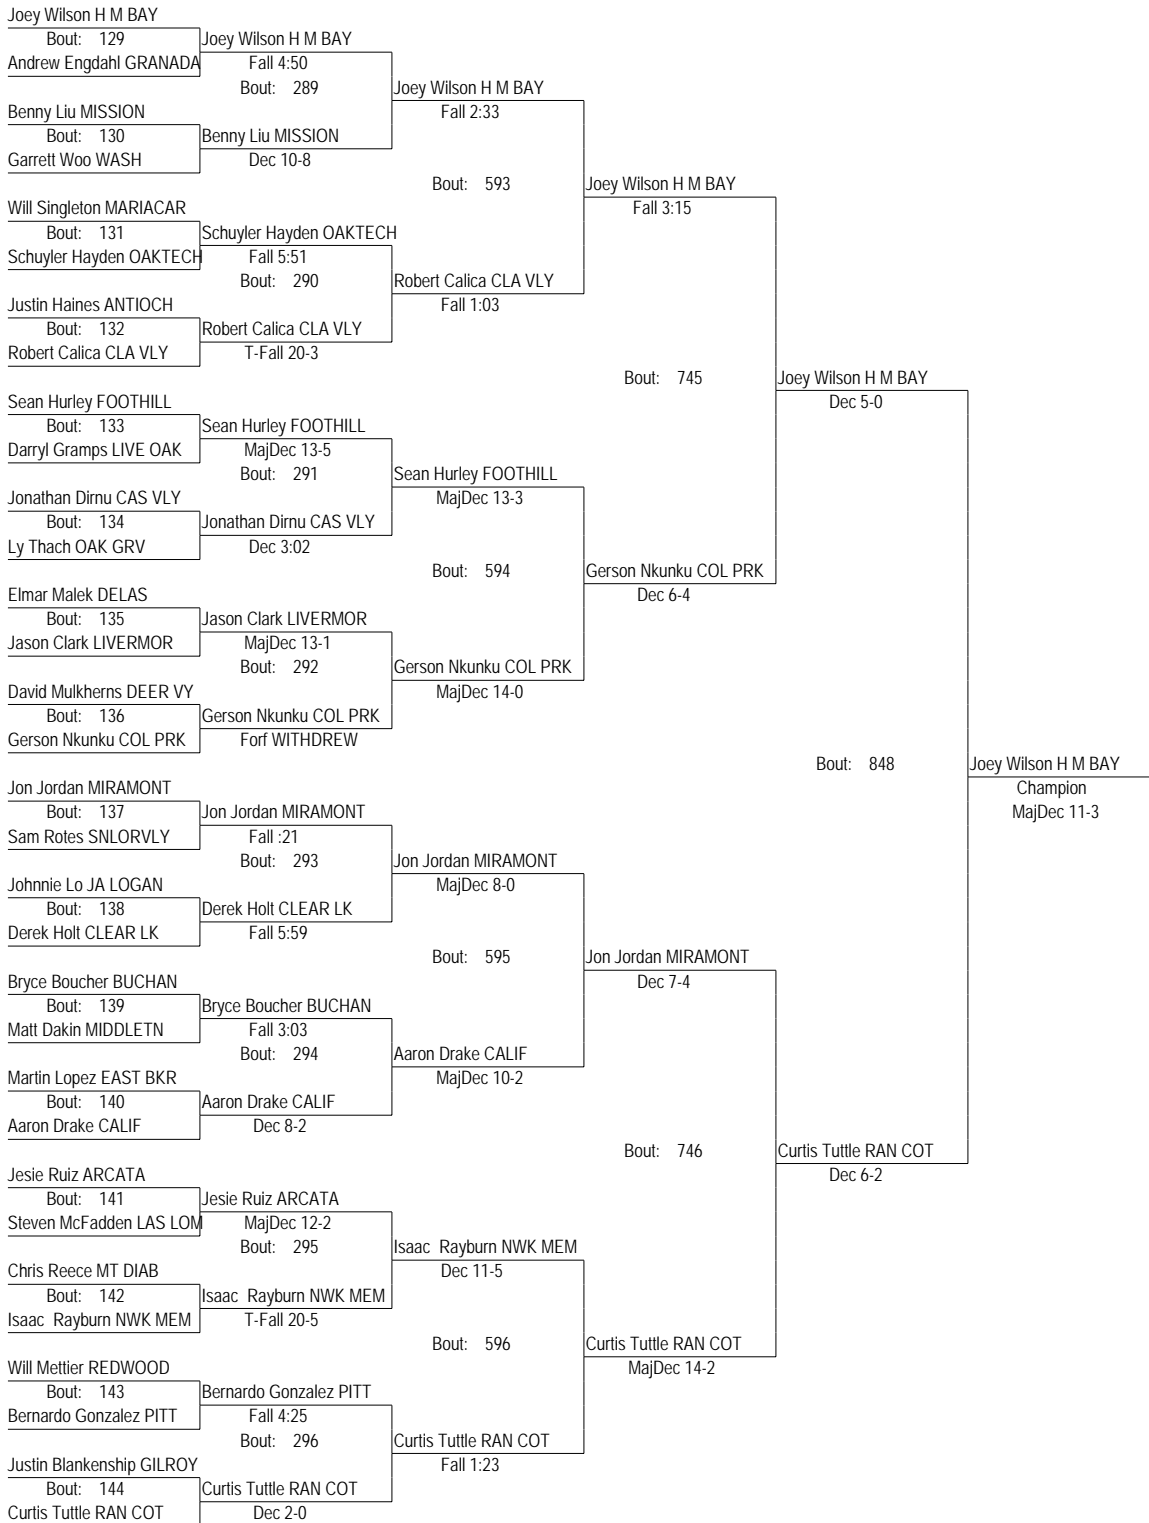 Joey Wilson H M BAY
Bout: 129
Joey Wilson H M BAY
Andrew Engdahl GRANADA
Fall 4:50
Bout: 289
Joey Wilson H M BAY
Benny Liu MISSION
Fall 2:33
Bout: 130
Benny Liu MISSION
Garrett Woo WASH
Dec 10-8
Bout: 593
Joey Wilson H M BAY
Will Singleton MARIACAR
Fall 3:15
Bout: 131
Schuyler Hayden OAKTECH
Schuyler Hayden OAKTECH
Fall 5:51
Bout: 290
Robert Calica CLA VLY
Justin Haines ANTIOCH
Fall 1:03
Bout: 132
Robert Calica CLA VLY
Robert Calica CLA VLY
T-Fall 20-3
Bout: 745
Joey Wilson H M BAY
Sean Hurley FOOTHILL
Dec 5-0
Bout: 133
Sean Hurley FOOTHILL
Darryl Gramps LIVE OAK
MajDec 13-5
Bout: 291
Sean Hurley FOOTHILL
Jonathan Dirnu CAS VLY
MajDec 13-3
Bout: 134
Jonathan Dirnu CAS VLY
Ly Thach OAK GRV
Dec 3:02
Bout: 594
Gerson Nkunku COL PRK
Elmar Malek DELAS
Dec 6-4
Bout: 135
Jason Clark LIVERMOR
Jason Clark LIVERMOR
MajDec 13-1
Bout: 292
Gerson Nkunku COL PRK
David Mulkherns DEER VY
MajDec 14-0
Bout: 136
Gerson Nkunku COL PRK
Gerson Nkunku COL PRK
Forf WITHDREW
Bout: 848
Joey Wilson H M BAY
Jon Jordan MIRAMONT
Champion
Bout: 137
Jon Jordan MIRAMONT
MajDec 11-3
Sam Rotes SNLORVLY
Fall :21
Bout: 293
Jon Jordan MIRAMONT
Johnnie Lo JA LOGAN
MajDec 8-0
Bout: 138
Derek Holt CLEAR LK
Derek Holt CLEAR LK
Fall 5:59
Bout: 595
Jon Jordan MIRAMONT
Bryce Boucher BUCHAN
Dec 7-4
Bout: 139
Bryce Boucher BUCHAN
Matt Dakin MIDDLETN
Fall 3:03
Bout: 294
Aaron Drake CALIF
Martin Lopez EAST BKR
MajDec 10-2
Bout: 140
Aaron Drake CALIF
Aaron Drake CALIF
Dec 8-2
Bout: 746
Curtis Tuttle RAN COT
Jesie Ruiz ARCATA
Dec 6-2
Bout: 141
Jesie Ruiz ARCATA
Steven McFadden LAS LOM
MajDec 12-2
Bout: 295
Isaac Rayburn NWK MEM
Chris Reece MT DIAB
Dec 11-5
Bout: 142
Isaac Rayburn NWK MEM
Isaac Rayburn NWK MEM
T-Fall 20-5
Bout: 596
Curtis Tuttle RAN COT
Will Mettier REDWOOD
MajDec 14-2
Bout: 143
Bernardo Gonzalez PITT
Bernardo Gonzalez PITT
Fall 4:25
Bout: 296
Curtis Tuttle RAN COT
Justin Blankenship GILROY
Fall 1:23
Bout: 144
Curtis Tuttle RAN COT
Curtis Tuttle RAN COT
Dec 2-0